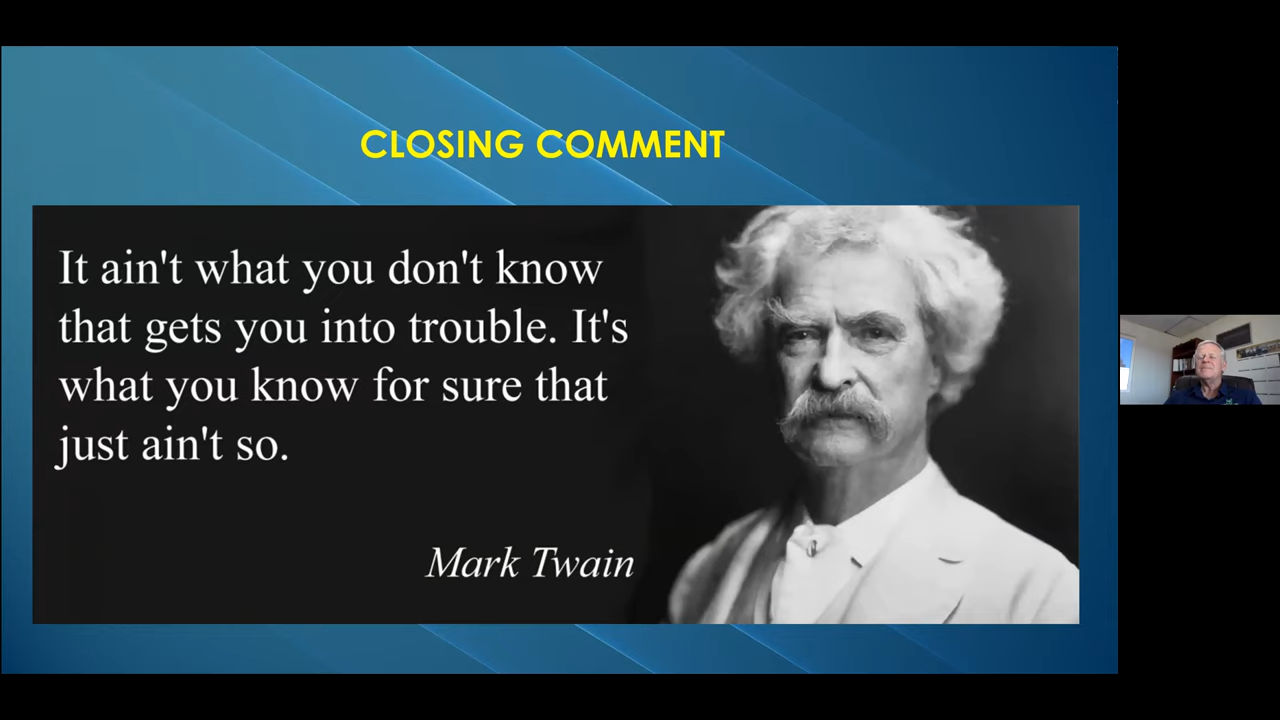 CLOSING COMMENT
It ain't what you don't know
that gets you into trouble. It's
what you know for sure that
just ain't so.
Mark Twain